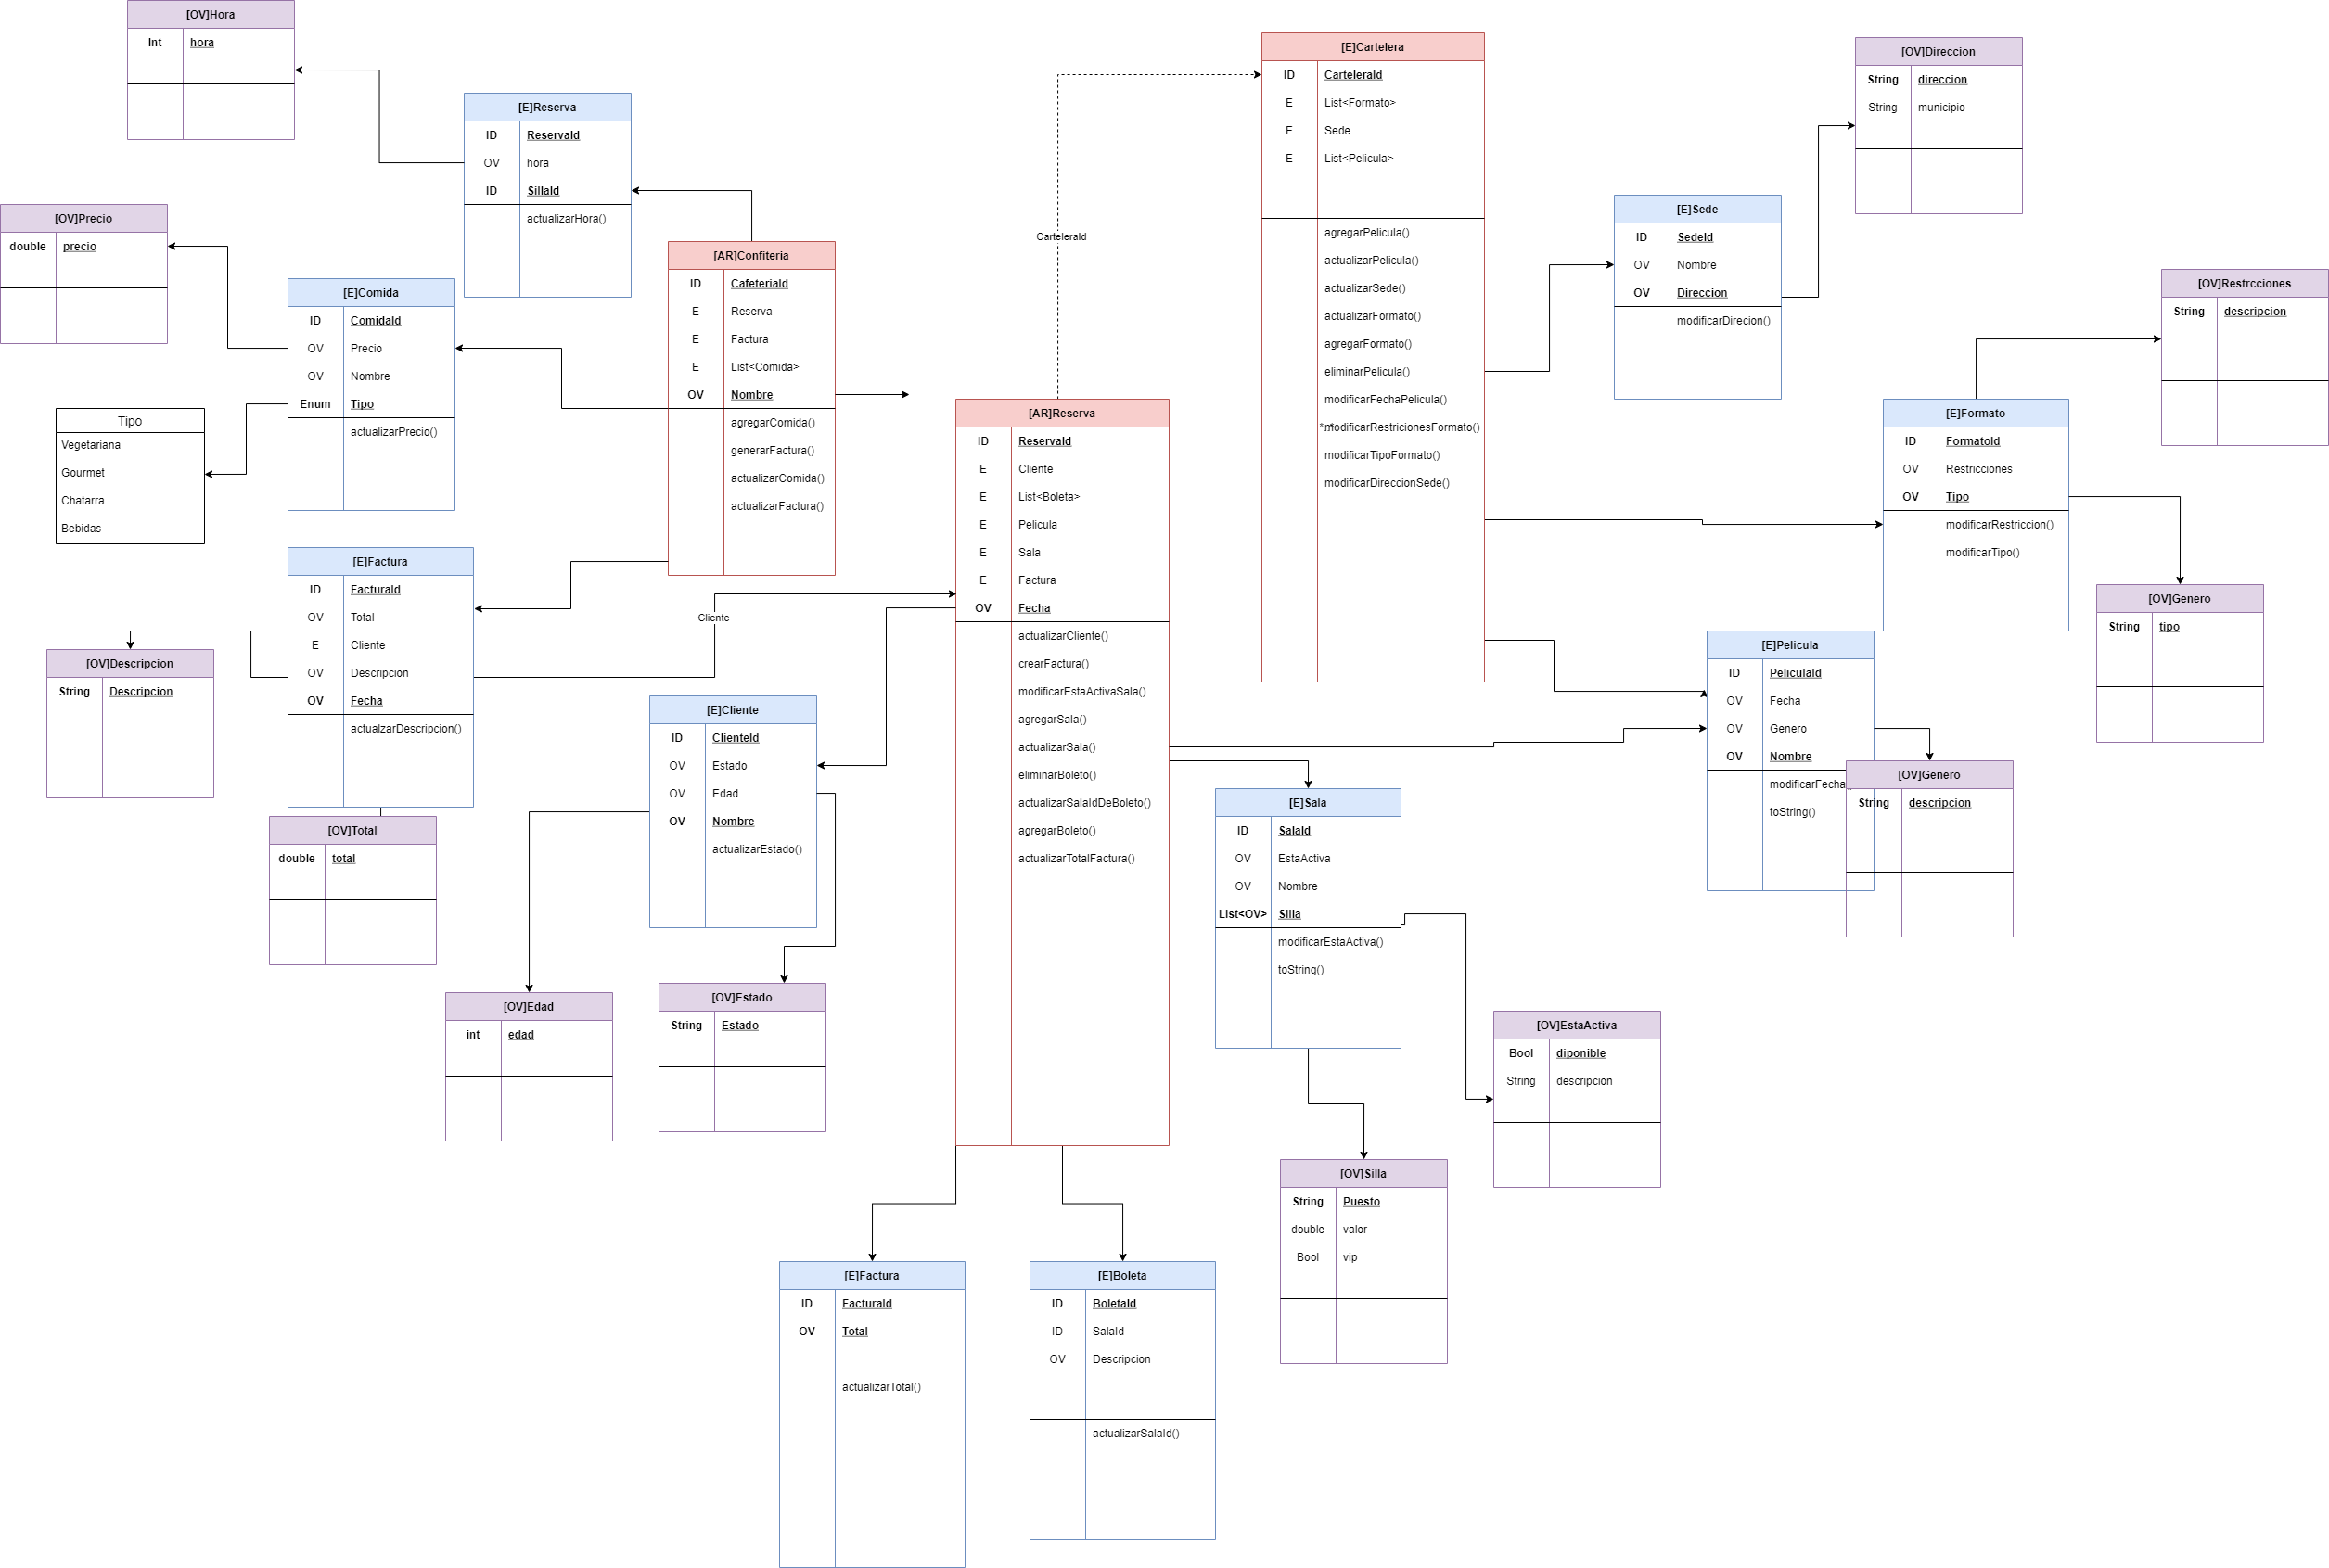 [OV]Hora
Int hora
[E]Reserva
ID ReservaId
OV hora
ID SillaId
actualizarHora()
[OV]Precio
double precio
[E]Comida
ID ComidaId
OV Precio
OV Nombre
Enum Tipo
actualizarPrecio()
Tipo
Vegetariana
Gourmet
Chatarra
Bebidas
[AR]Confiteria
ID CafeteriaId
E Reserva
E Factura
E List<Comida>
OV Nombre
agregarComida()
generarFactura()
actualizarComida()
actualizarFactura()
[E]Factura
ID FacturaId
OV Total
E Cliente
OV Descripcion
OV Fecha
actualzarDescripcion()
[OV]Descripcion
String Descripcion
[OV]Total
double total
Cliente
[E]Cliente
ID ClienteId
OV Estado
OV Edad
OV Nombre
actualizarEstado()
[OV]Edad
int edad
[OV]Estado
String Estado
CarteleraId
[AR]Reserva
ID ReservaId
E Cliente
E List<Boleta>
E Pelicula
E Sala
E Factura
OV Fecha
actualizarCliente()
crearFactura()
modificarEstaActivaSala()
agregarSala()
actualizarSala()
eliminarBoleto()
actualizarSalaIdDeBoleto()
agregarBoleto()
actualizarTotalFactura()
[E]Factura
ID FacturaId
OV Total
actualizarTotal()
[E]Boleta
ID BoletaId
ID SalaId
OV Descripcion
actualizarSalaId()
[E]Cartelera
ID CarteleraId
E List<Formato>
E Sede
E List<Pelicula>
agregarPelicula()
actualizarPelicula()
actualizarSede()
actualizarFormato()
agregarFormato()
eliminarPelicula()
modificarFechaPelicula()
modificarRestricionesFormato()
modificarTipoFormato()
modificarDireccionSede()
[E]Sede
ID SedeId
OV Nombre
OV Direccion
modificarDirecion()
[OV]Direccion
String direccion
String municipio
[OV]Restrcciones
String descripcion
[E]Formato
ID FormatoId
OV Restricciones
OV Tipo
modificarRestriccion()
modificarTipo()
[OV]Genero
String tipo
[E]Pelicula
ID PeliculaId
OV Fecha
OV Genero
OV Nombre
modificarFecha
toString()
[OV]Genero
String descripcion
[E]Sala
ID SalaId
OV EstaActiva
OV Nombre
List<OV> Silla
modificarEstaActiva()
toString()
[OV]EstaActiva
Bool diponible
String descripcion
[OV]Silla
String Puesto
double valor
Bool vip